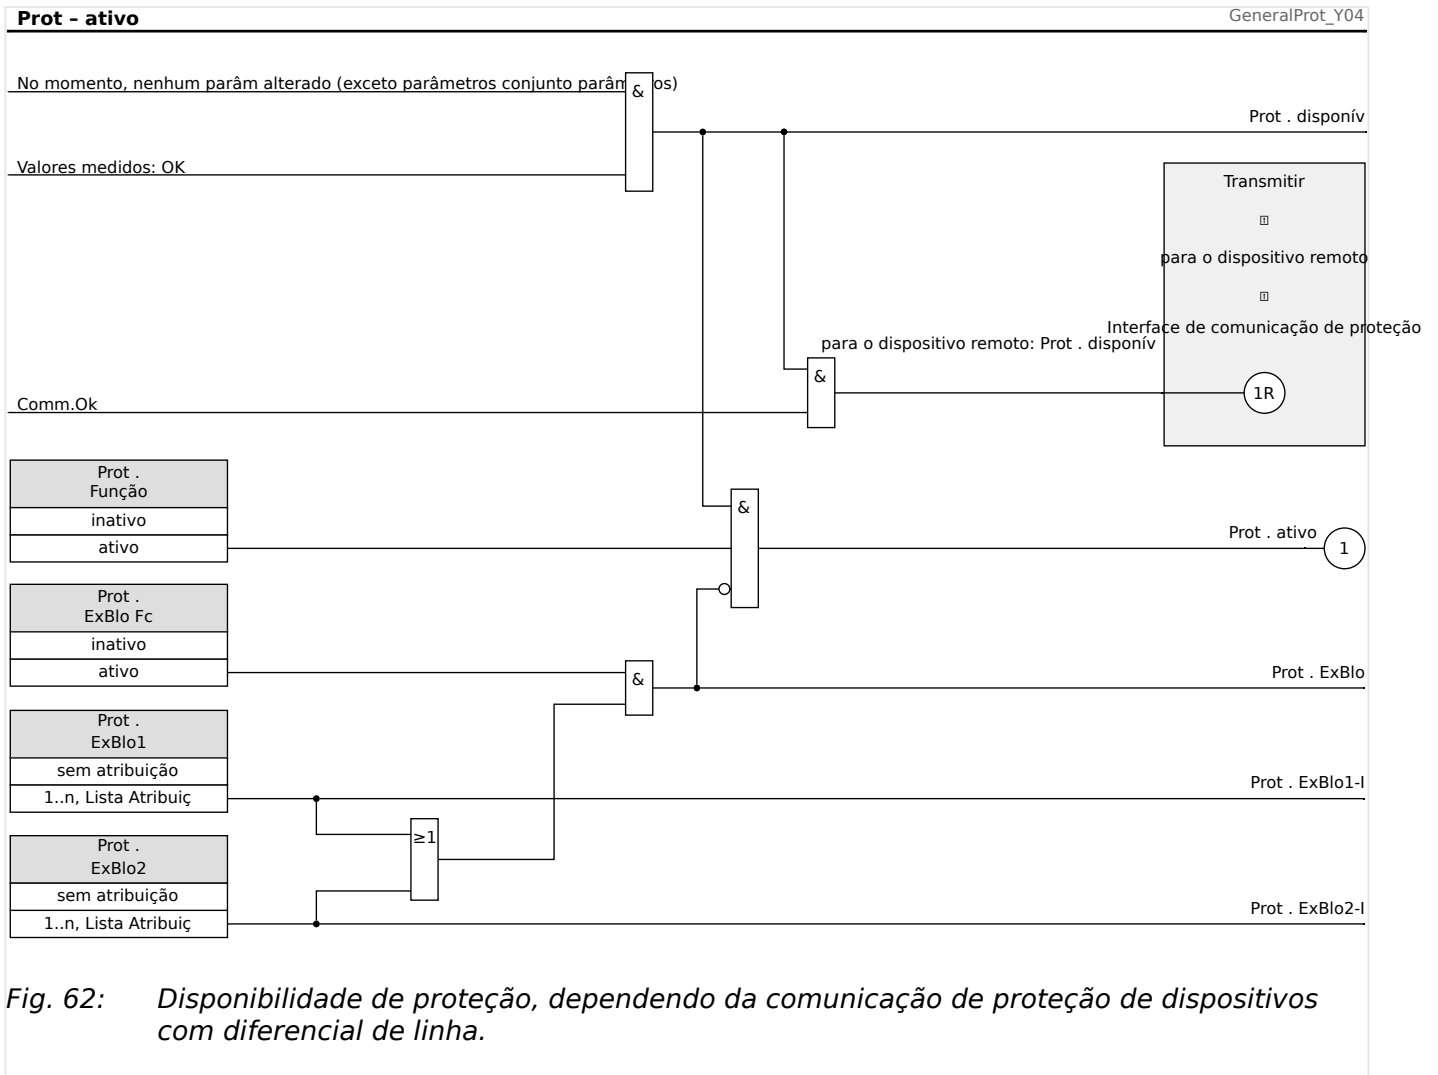 Prot – ativo
GeneralProt_Y04
No momento, nenhum parâm alterado (exceto parâmetros conjunto parâm os)
&
Prot . disponív
Valores medidos: OK
Transmitir
para o dispositivo remoto
Interface de comunicação de proteção
para o dispositivo remoto: Prot . disponív
&
1R
Comm.Ok
Prot .
Função
inativo
ativo
&
Prot . ativo
1
Prot .
ExBlo Fc
inativo
ativo
&
Prot . ExBlo
Prot .
ExBlo1
sem atribuição
1..n, Lista Atribuiç
Prot . ExBlo1-I
≥1
Prot .
ExBlo2
sem atribuição
1..n, Lista Atribuiç
Prot . ExBlo2-I
Fig. 62: Disponibilidade de proteção, dependendo da comunicação de proteção de dispositivos
com diferencial de linha.